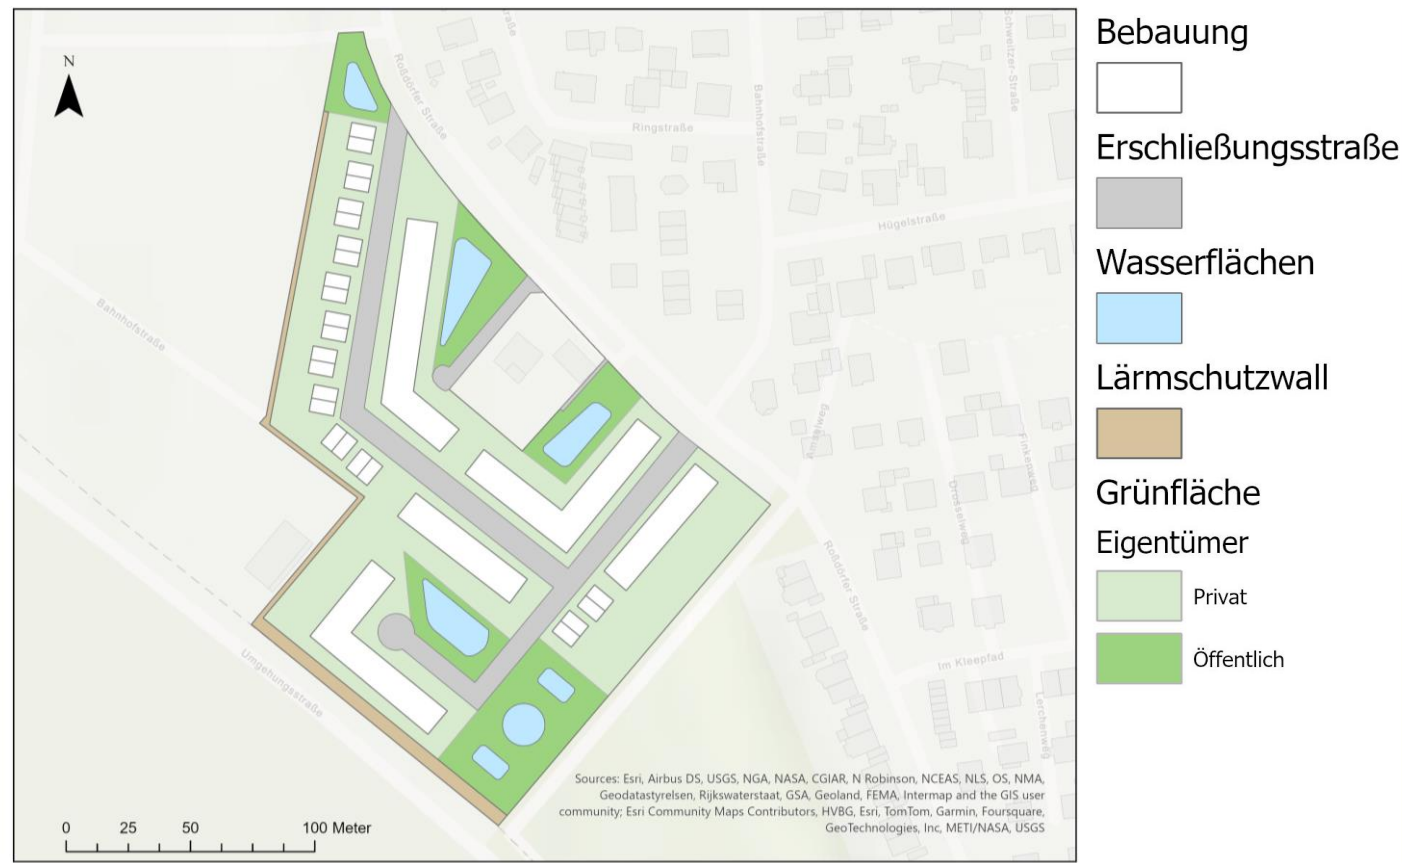 N
Roßdörfer Straße
Schweitzer-Straße
Bahnhofstraße
Ringstraße
Hügelstraße
Bahnhofstraße
Amselweg
Finkenweg
Drosselweg
Roßdörfer Straße
Im Kleepfad
Umgehungsstraße
Lerchenweg
Sources: Esri, Airbus DS, USGS, NGA, NASA, CGIAR, N Robinson, NCEAS, NLS, OS, NMA,
Geodatastyrelsen, Rijkswaterstaat, GSA, Geoland, FEMA, Intermap and the GIS user
community; Esri Community Maps Contributors, HVBG, Esri, TomTom, Garmin, Foursquare,
GeoTechnologies, Inc, METI/NASA, USGS
0 25 50 100 Meter
Bebauung
Erschließungsstraße
Wasserflächen
Lärmschutzwall
Grünfläche
Eigentümer
Privat
Öffentlich